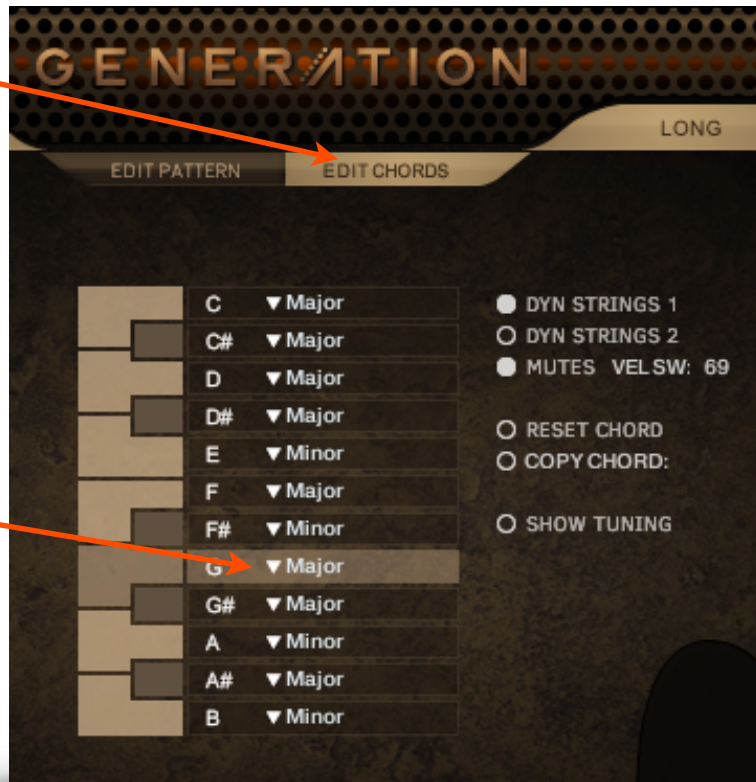 GENERATION
LONG
EDIT PATTERN EDIT CHORDS
C ▼ Major
C# ▼ Major
D ▼ Major
D# ▼ Major
E ▼ Minor
F ▼ Major
F# ▼ Minor
G ▼ Major
G# ▼ Major
A ▼ Minor
A# ▼ Major
B ▼ Minor
DYN STRINGS 1
DYN STRINGS 2
MUTES VEL SW: 69
RESET CHORD
COPY CHORD:
SHOW TUNING